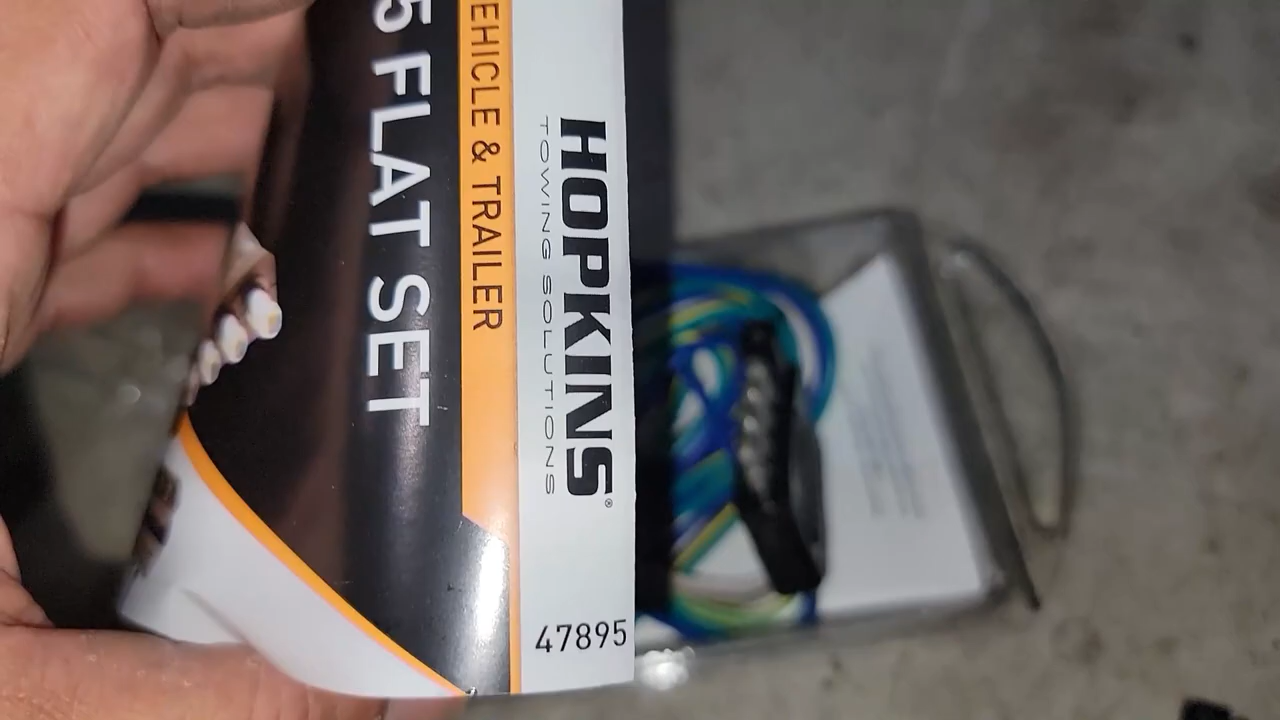 HOPKINS®
TOWING SOLUTIONS
EHICLE & TRAILER
5 FLAT SET
47895